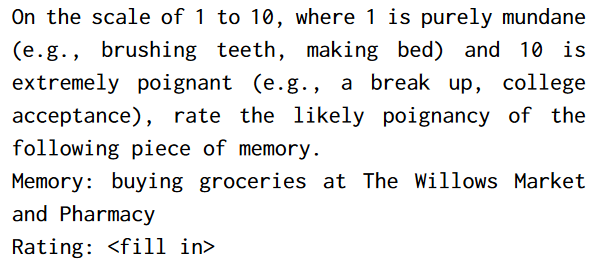 On the scale of 1 to 10, where 1 is purely mundane
(e.g., brushing teeth, making bed) and 10 is
extremely poignant (e.g., a break up, college
acceptance), rate the likely poignancy of the
following piece of memory.
Memory: buying groceries at The Willows Market
and Pharmacy
Rating: <fill in>